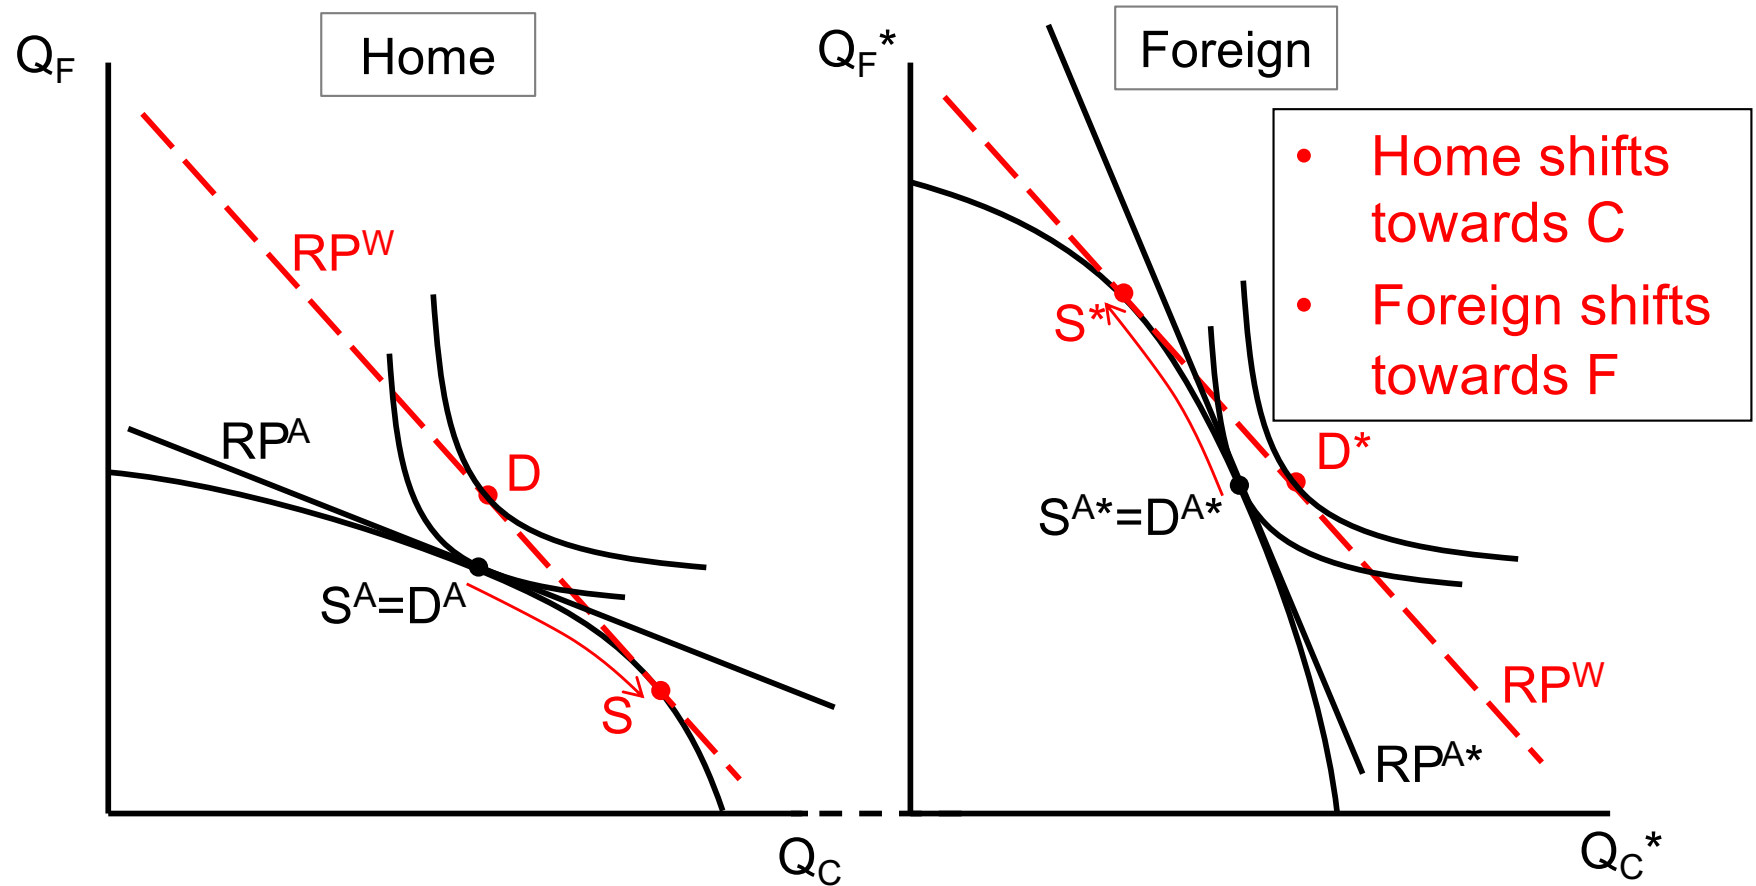 Q_F
Home
RP^W
RP^A
D
S^A=D^A
S
Q_C
Q_F*
Foreign
• Home shifts
towards C
• Foreign shifts
towards F
S*
D*
S^A*=D^A*
RP^W
RP^A*
Q_C*